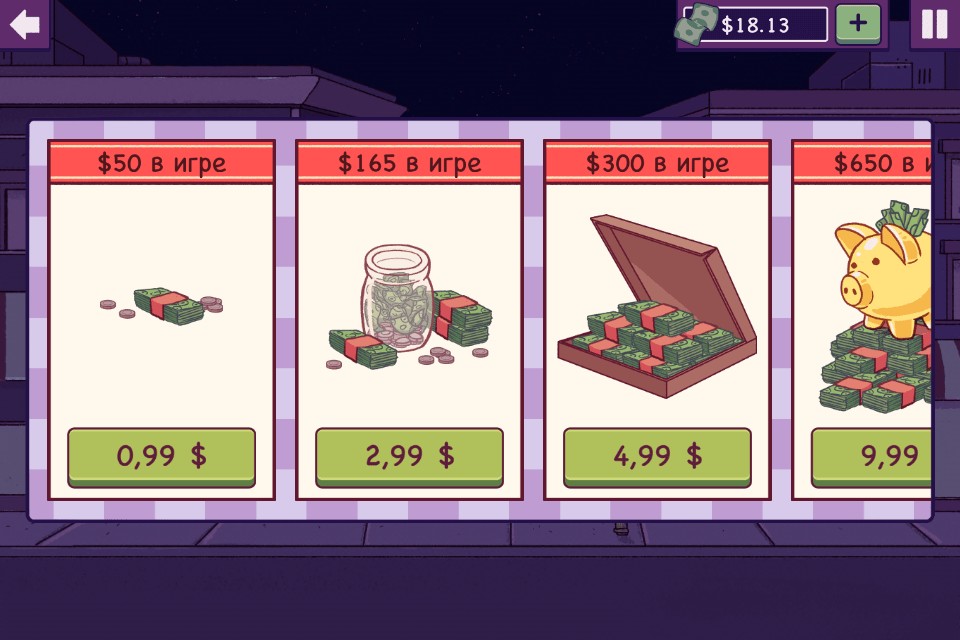 $18.13
$50 в игре
$165 в игре
$300 в игре
$650 в
0,99 $
2,99 $
4,99 $
9,99